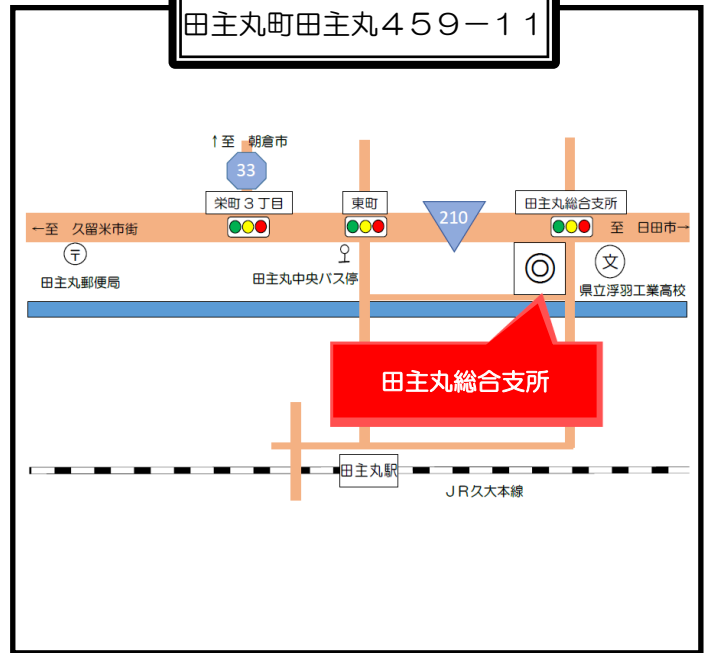 田主丸町田主丸４５９－１１
↑至　朝倉市
33
栄町３丁目
東町
210
田主丸総合支所
←至　久留米市街
至　日田市→
〒
文
田主丸郵便局
田主丸中央バス停
◎
県立浮羽工業高校
田主丸総合支所
田主丸駅
ＪＲ久大本線